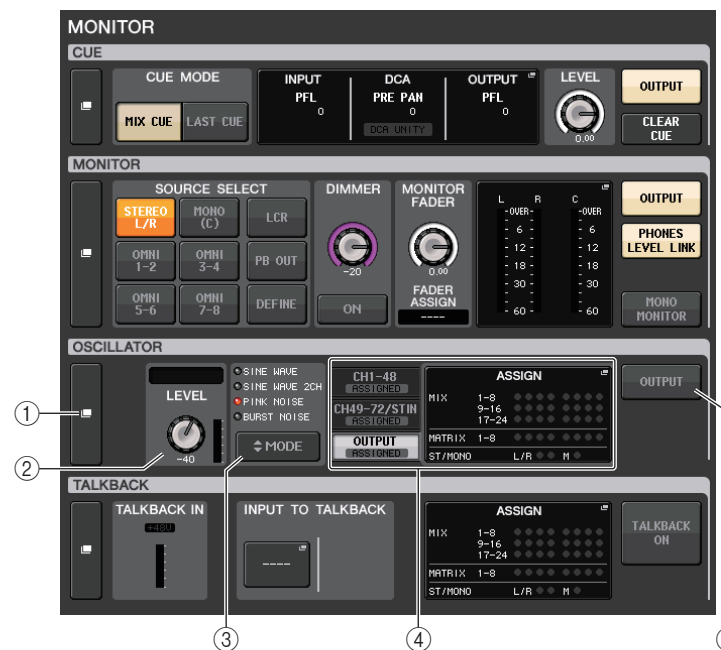 MONITOR
CUE
CUE MODE
MIX CUE
LAST CUE
INPUT
PFL
0
DCA
PRE PAN
0
DCA UNITY
OUTPUT
PFL
0
LEVEL
0.00
OUTPUT
CLEAR
CUE
MONITOR
SOURCE SELECT
STEREO
L/R
MONO
(C)
LCR
OMNI
1-2
OMNI
3-4
PB OUT
OMNI
5-6
OMNI
7-8
DEFINE
DIMMER
-20
ON
MONITOR
FADER
0.00
FADER
ASSIGN
----
L R C
-OVER- -OVER
- 6 - - 6
- 12 - - 12
- 18 - - 18
- 30 - - 30
- 60 - - 60
OUTPUT
PHONES
LEVEL LINK
MONO
MONITOR
OSCILLATOR
LEVEL
-40
SINE WAVE
SINE WAVE 2CH
PINK NOISE
BURST NOISE
MODE
CH1-48
ASSIGNED
CH49-72/STIN
ASSIGNED
OUTPUT
ASSIGNED
ASSIGN
MIX 1-8
9-16
17-24
MATRIX 1-8
ST/MONO L/R M
OUTPUT
1
2
TALKBACK
TALKBACK IN
+48V
INPUT TO TALKBACK
----
ASSIGN
MIX 1-8
9-16
17-24
MATRIX 1-8
ST/MONO L/R M
TALKBACK
ON
3
4